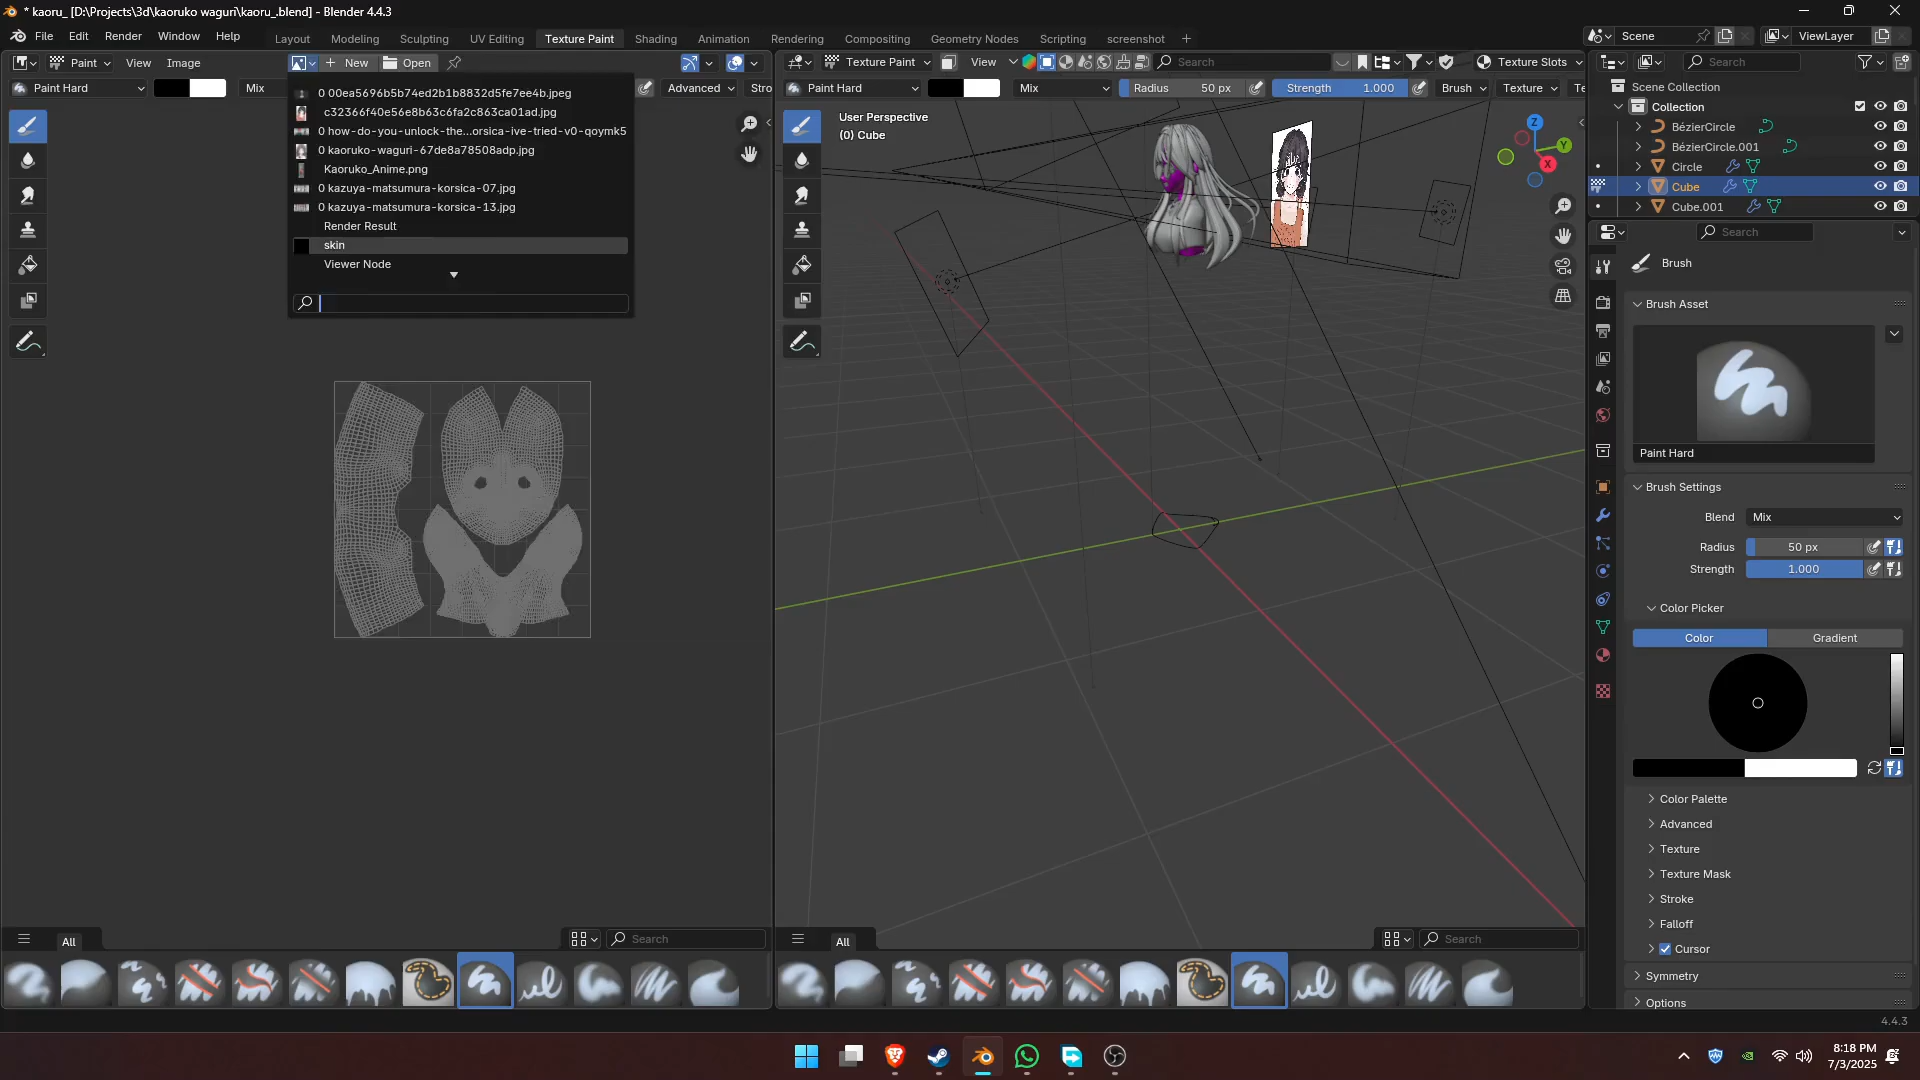 * kaoru_ [D:\Projects\3d\kaoruko waguri\kaoru_.blend] - Blender 4.4.3
File Edit Render Window Help
Layout Modeling Sculpting UV Editing Texture Paint Shading Animation Rendering Compositing Geometry Nodes Scripting screenshot
Scene
ViewLayer
Paint View Image
New Open
Paint Hard
Mix
Advanced
Stro
0 00ea5696b5b74ed2b1b8832d5fe7ee4b.jpeg
c32366f40e56e8b63c6fa2c863ca01ad.jpg
0 how-do-you-unlock-the...orsica-ive-tried-v0-qoymk5
0 kaoruko-waguri-67de8a78508adp.jpg
Kaoruko_Anime.png
0 kazuya-matsumura-korsica-07.jpg
0 kazuya-matsumura-korsica-13.jpg
Render Result
skin
Viewer Node
All
Search
Texture Paint View Search Texture Slots
Paint Hard Mix Radius 50 px Strength 1.000 Brush Texture Te
User Perspective
(0) Cube
Z
Y
X
All
Search
Search
Scene Collection
Collection
BézierCircle
BézierCircle.001
Circle
Cube
Cube.001
Search
Brush
Brush Asset
Paint Hard
Brush Settings
Blend Mix
Radius 50 px
Strength 1.000
Color Picker
Color Gradient
Color Palette
Advanced
Texture
Texture Mask
Stroke
Falloff
Cursor
Symmetry
Options
4.4.3
8:18 PM
7/3/2025